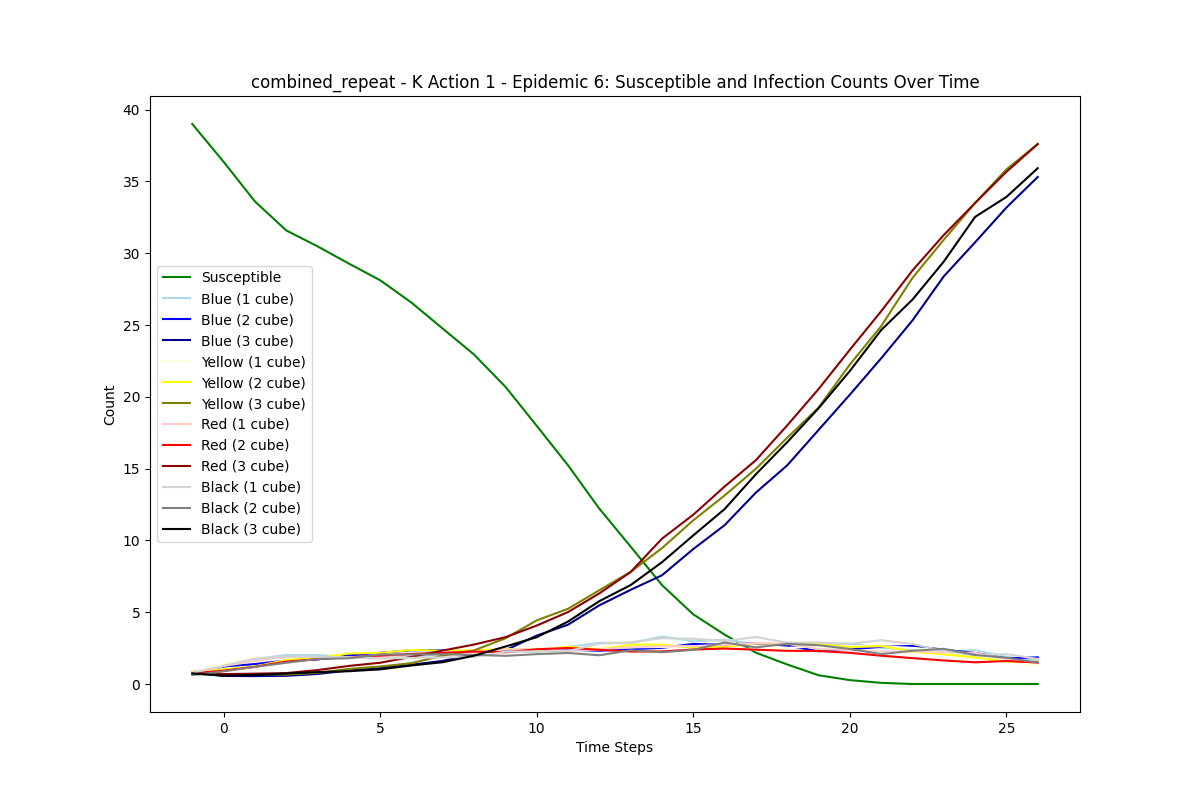 combined_repeat - K Action 1 - Epidemic 6: Susceptible and Infection Counts Over Time
40
35
30
25
20
15
10
5
0
Count
Susceptible
Blue (1 cube)
Blue (2 cube)
Blue (3 cube)
Yellow (1 cube)
Yellow (2 cube)
Yellow (3 cube)
Red (1 cube)
Red (2 cube)
Red (3 cube)
Black (1 cube)
Black (2 cube)
Black (3 cube)
0 5 10 15 20 25
Time Steps